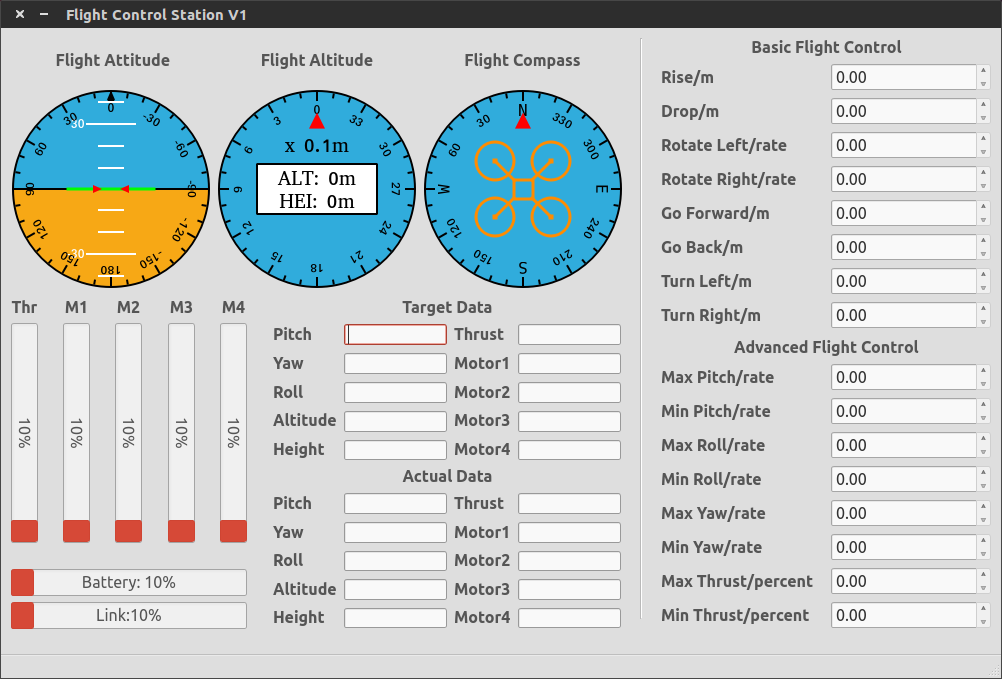 Flight Control Station V1
Flight Attitude
Flight Altitude
Flight Compass
0
30
-30
60
-60
90
-90
120
-120
150
-150
180
30
-30
0
3
33
6
30
9
27
12
24
15
21
18
x 0.1m
ALT: 0m
HEI: 0m
N
30
330
60
300
W
E
120
240
150
210
S
Thr M1 M2 M3 M4
10% 10% 10% 10% 10%
Battery: 10%
Link:10%
Target Data
Pitch Thrust
Yaw Motor1
Roll Motor2
Altitude Motor3
Height Motor4
Actual Data
Pitch Thrust
Yaw Motor1
Roll Motor2
Altitude Motor3
Height Motor4
Basic Flight Control
Rise/m 0.00
Drop/m 0.00
Rotate Left/rate 0.00
Rotate Right/rate 0.00
Go Forward/m 0.00
Go Back/m 0.00
Turn Left/m 0.00
Turn Right/m 0.00
Advanced Flight Control
Max Pitch/rate 0.00
Min Pitch/rate 0.00
Max Roll/rate 0.00
Min Roll/rate 0.00
Max Yaw/rate 0.00
Min Yaw/rate 0.00
Max Thrust/percent 0.00
Min Thrust/percent 0.00